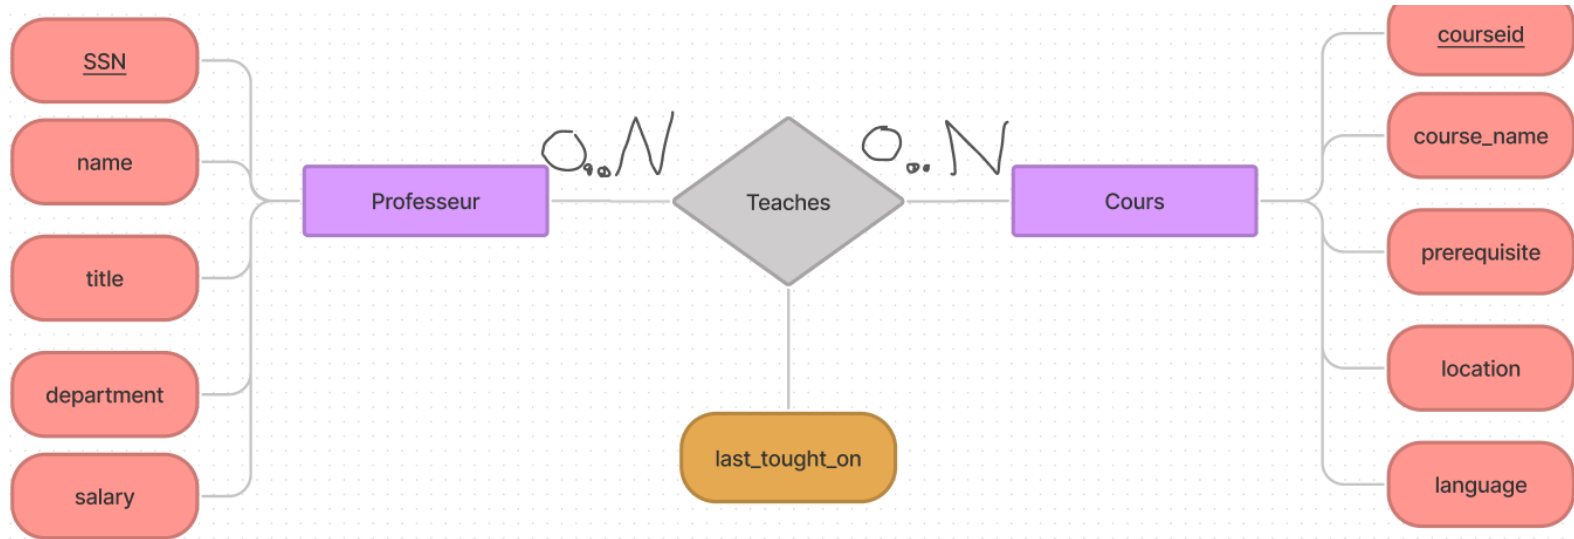 SSN
name
title
department
salary
Professeur
0..N
Teaches
0..N
Cours
last_tought_on
courseid
course_name
prerequisite
location
language